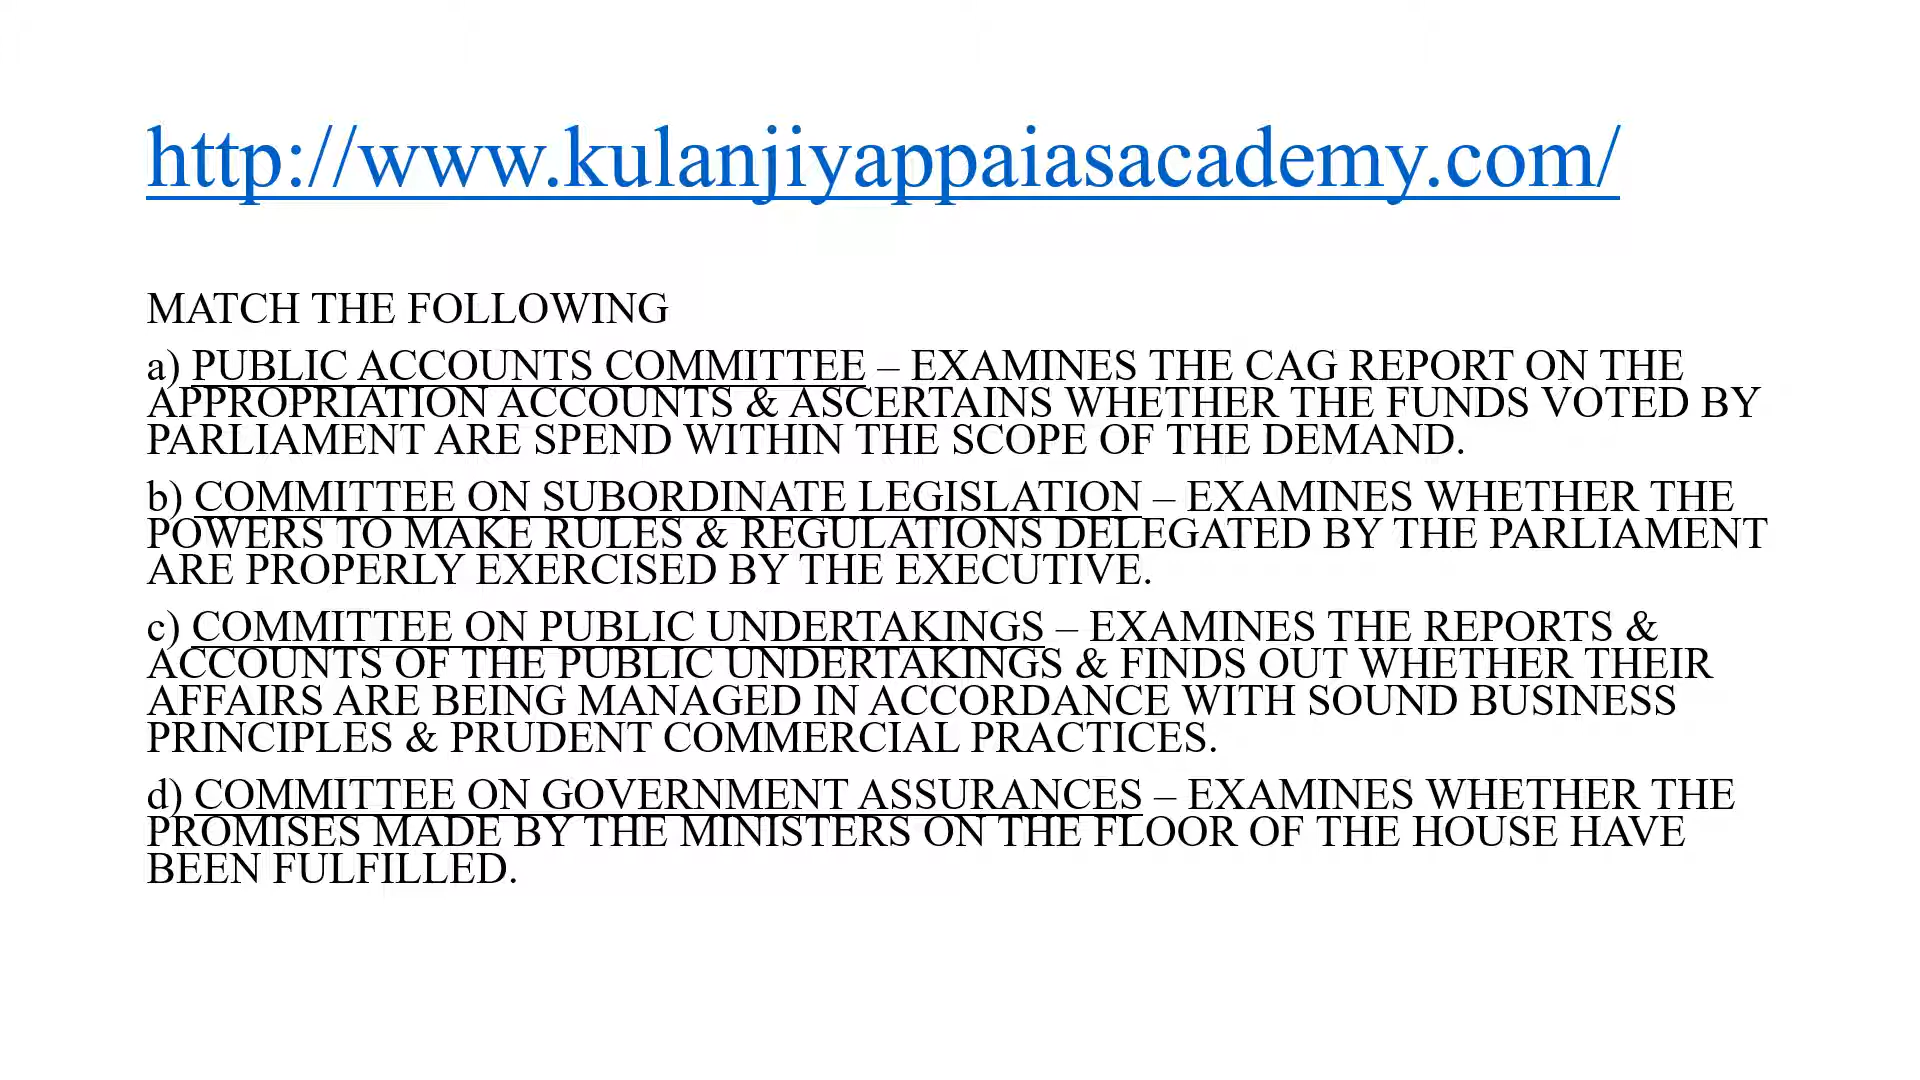 http://www.kulanjiyappaiasacademy.com/
MATCH THE FOLLOWING
a) PUBLIC ACCOUNTS COMMITTEE – EXAMINES THE CAG REPORT ON THE
APPROPRIATION ACCOUNTS & ASCERTAINS WHETHER THE FUNDS VOTED BY
PARLIAMENT ARE SPEND WITHIN THE SCOPE OF THE DEMAND.
b) COMMITTEE ON SUBORDINATE LEGISLATION – EXAMINES WHETHER THE
POWERS TO MAKE RULES & REGULATIONS DELEGATED BY THE PARLIAMENT
ARE PROPERLY EXERCISED BY THE EXECUTIVE.
c) COMMITTEE ON PUBLIC UNDERTAKINGS – EXAMINES THE REPORTS &
ACCOUNTS OF THE PUBLIC UNDERTAKINGS & FINDS OUT WHETHER THEIR
AFFAIRS ARE BEING MANAGED IN ACCORDANCE WITH SOUND BUSINESS
PRINCIPLES & PRUDENT COMMERCIAL PRACTICES.
d) COMMITTEE ON GOVERNMENT ASSURANCES – EXAMINES WHETHER THE
PROMISES MADE BY THE MINISTERS ON THE FLOOR OF THE HOUSE HAVE
BEEN FULFILLED.